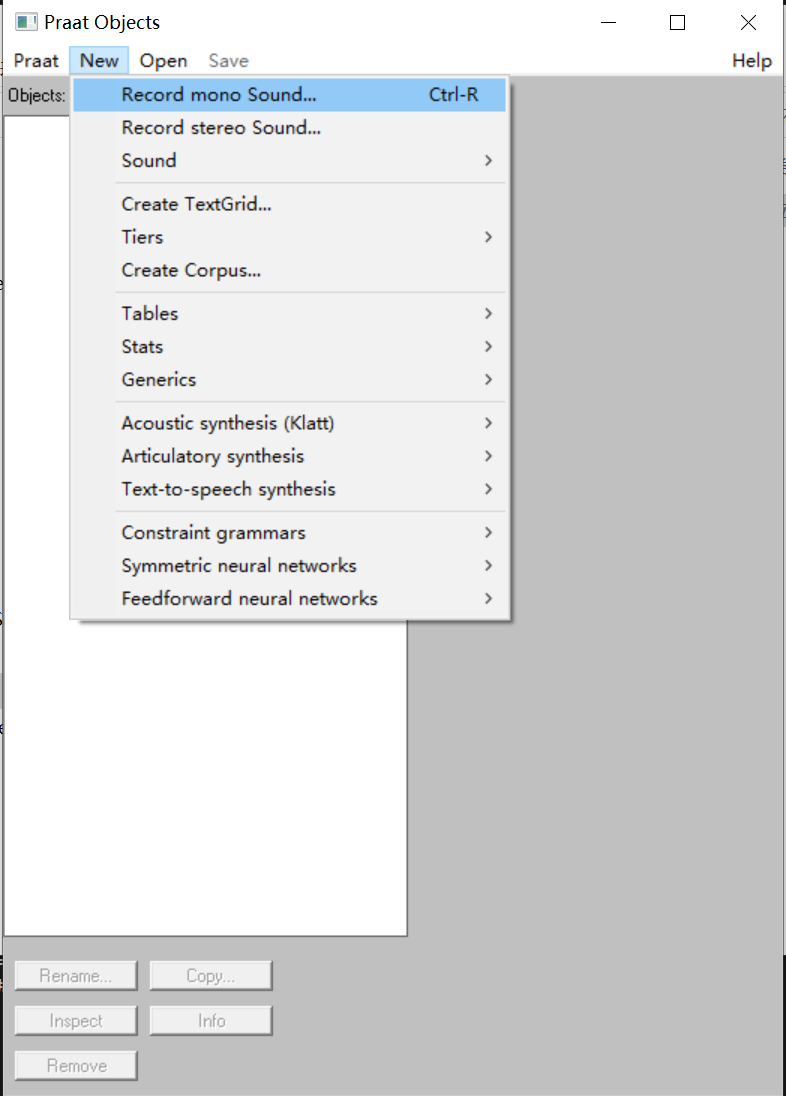 Praat Objects
Praat New Open Save Help
Objects:
Record mono Sound... Ctrl-R
Record stereo Sound...
Sound
Create TextGrid...
Tiers
Create Corpus...
Tables
Stats
Generics
Acoustic synthesis (Klatt)
Articulatory synthesis
Text-to-speech synthesis
Constraint grammars
Symmetric neural networks
Feedforward neural networks
Rename... Copy...
Inspect Info
Remove